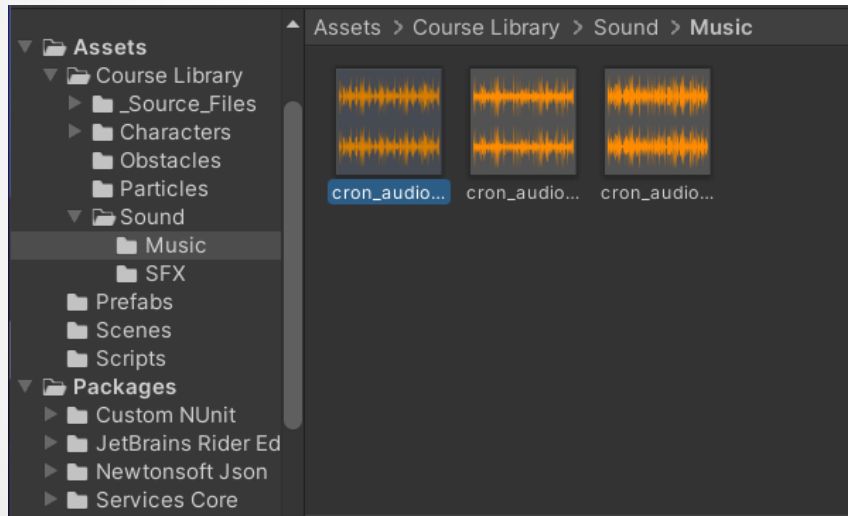 Assets
Course Library
_Source_Files
Characters
Obstacles
Particles
Sound
Music
SFX
Prefabs
Scenes
Scripts
Packages
Custom NUnit
JetBrains Rider Ed
Newtonsoft Json
Services Core
Assets > Course Library > Sound > Music
cron_audio... cron_audio... cron_audio...